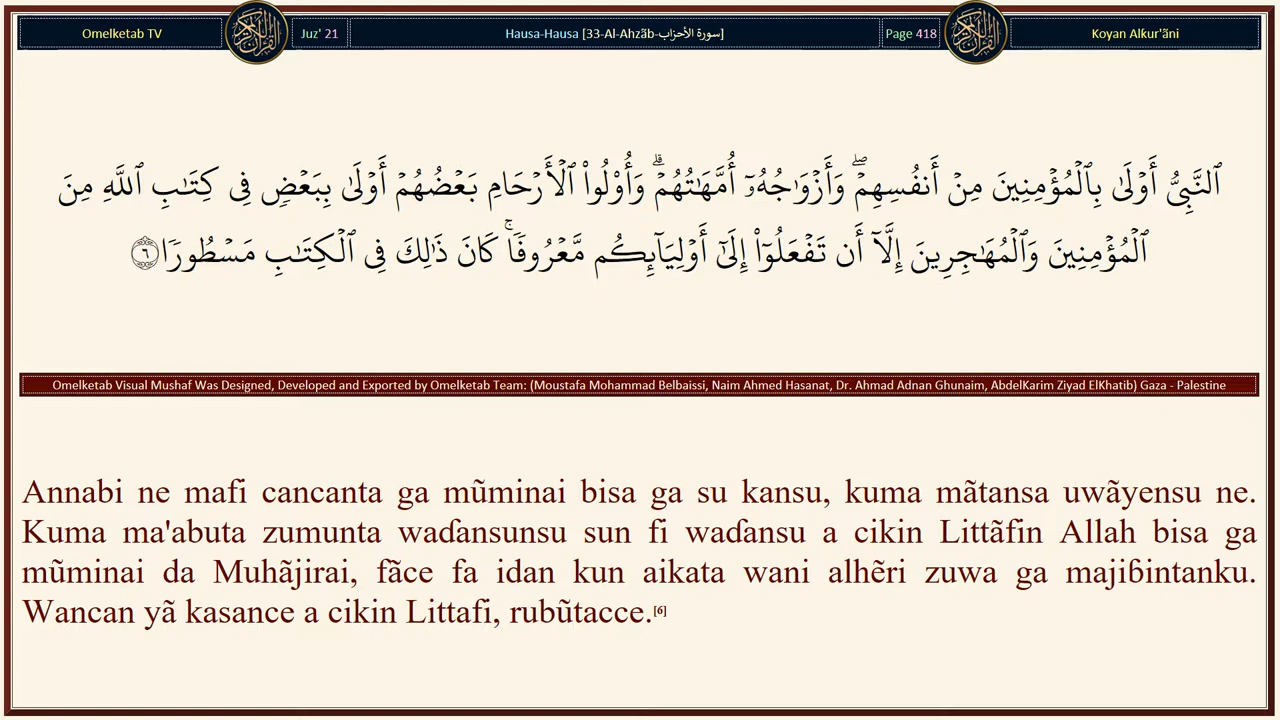 Omelketab TV
Juz' 21
Hausa-Hausa [33-Al-Ahzãb-سورة الأحزاب]
Page 418
Koyan Alƙur'ãni
ٱلنَّبِىُّ أَوْلَىٰ بِٱلْمُؤْمِنِينَ مِنْ أَنفُسِهِمْ ۖ وَأَزْوَٰجُهُۥٓ أُمَّهَـٰتُهُمْ ۗ وَأُو۟لُوا۟ ٱلْأَرْحَامِ بَعْضُهُمْ أَوْلَىٰ بِبَعْضٍ فِى كِتَـٰبِ ٱللَّهِ مِنَ
ٱلْمُؤْمِنِينَ وَٱلْمُهَـٰجِرِينَ إِلَّآ أَن تَفْعَلُوٓا۟ إِلَىٰٓ أَوْلِيَآئِكُم مَّعْرُوفًا ۚ كَانَ ذَٰلِكَ فِى ٱلْكِتَـٰبِ مَسْطُورًا ٦
Omelketab Visual Mushaf Was Designed, Developed and Exported by Omelketab Team: (Moustafa Mohammad Belbaissi, Naim Ahmed Hasanat, Dr. Ahmad Adnan Ghunaim, AbdelKarim Ziyad ElKhatib) Gaza - Palestine
Annabi ne mafi cancanta ga mũminai bisa ga su kansu, kuma mãtansa uwãyensu ne.
Kuma ma'abuta zumunta waɗansunsu sun fi waɗansu a cikin Littãfin Allah bisa ga
mũminai da Muhãjirai, fãce fa idan kun aikata wani alhẽri zuwa ga majiɓintanku.
Wancan yã kasance a cikin Littafi, rubũtacce.[6]